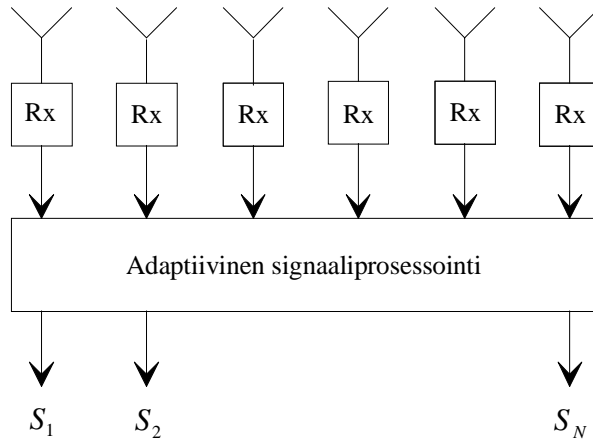 Rx Rx Rx Rx Rx Rx
Adaptiivinen signaaliprosessointi
S1 S2 SN